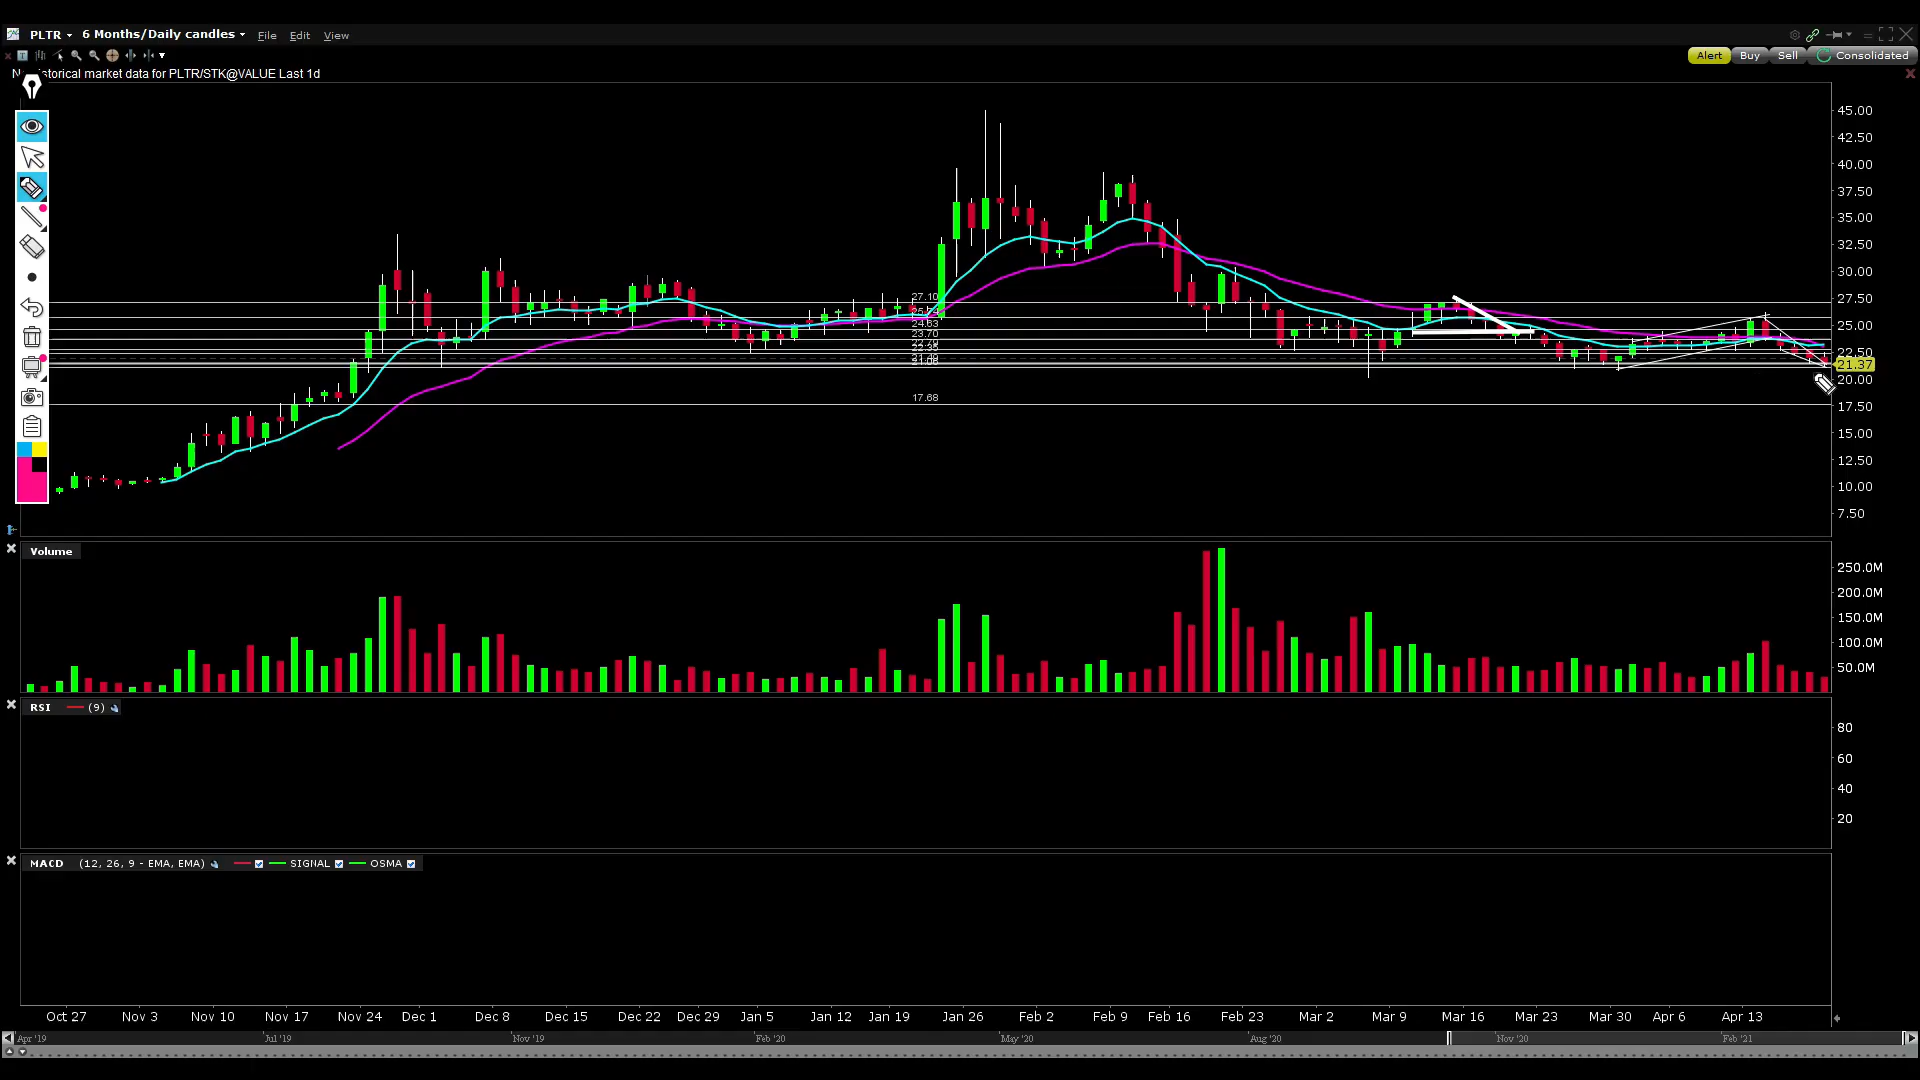 PLTR 6 Months/Daily candles File Edit View
Alert Buy Sell Consolidated
storical market data for PLTR/STK@VALUE Last 1d
45.00
42.50
40.00
37.50
35.00
32.50
30.00
27.50
25.00
22.50
21.37
20.00
17.50
15.00
12.50
10.00
7.50
27.10
24.63
23.70
17.68
Volume
250.0M
200.0M
150.0M
100.0M
50.0M
RSI (9)
80
60
40
20
MACD (12, 26, 9 - EMA, EMA) SIGNAL OSMA
Oct 27 Nov 3 Nov 10 Nov 17 Nov 24 Dec 1 Dec 8 Dec 15 Dec 22 Dec 29 Jan 5 Jan 12 Jan 19 Jan 26 Feb 2 Feb 9 Feb 16 Feb 23 Mar 2 Mar 9 Mar 16 Mar 23 Mar 30 Apr 6 Apr 13
Apr '19 Jul '19 Nov '19 Feb '20 May '20 Aug '20 Nov '20 Feb '21